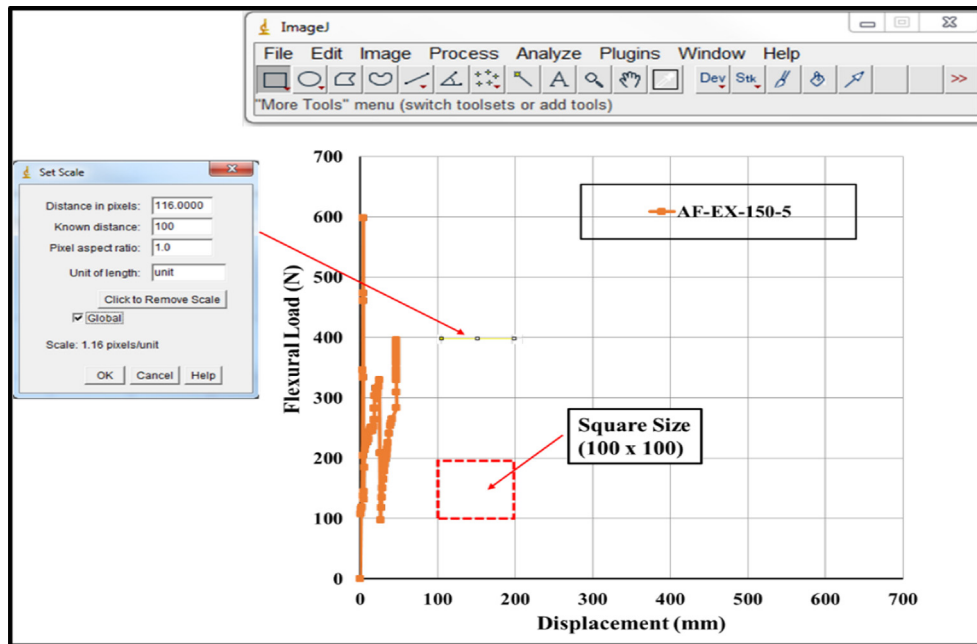 ImageJ
File Edit Image Process Analyze Plugins Window Help
A Dev Stk >>
"More Tools" menu (switch toolsets or add tools)
Set Scale
Distance in pixels: 116.0000
Known distance: 100
Pixel aspect ratio: 1.0
Unit of length: unit
Click to Remove Scale
Global
Scale: 1.16 pixels/unit
OK Cancel Help
700
600
500
400
300
200
100
0
Flexural Load (N)
AF-EX-150-5
Square Size
(100 x 100)
0 100 200 300 400 500 600 700
Displacement (mm)